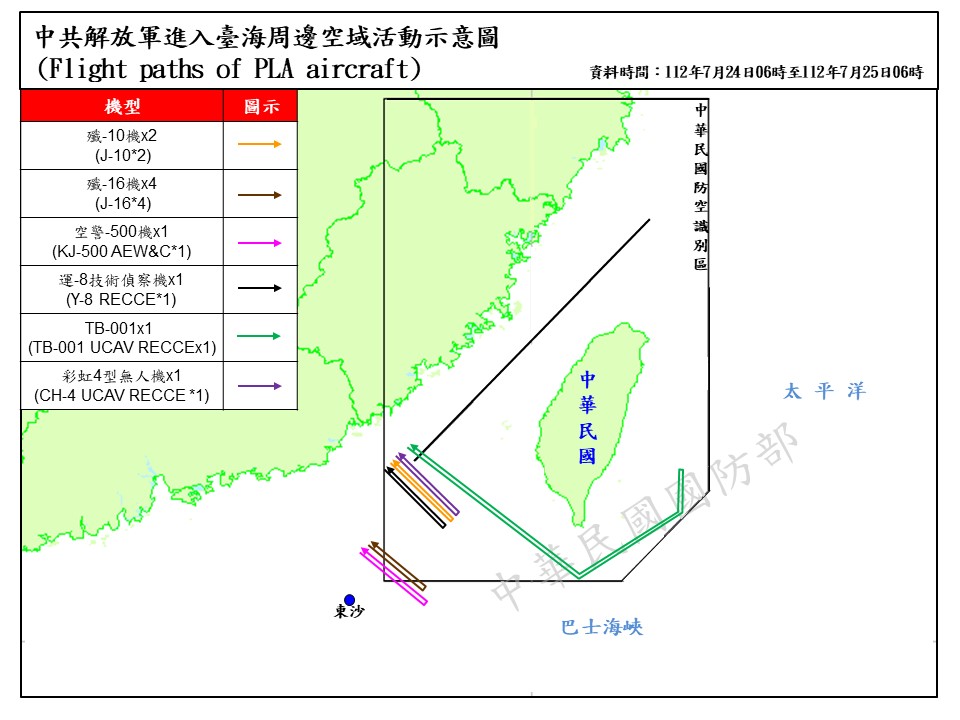 中共解放軍進入臺海周邊空域活動示意圖
(Flight paths of PLA aircraft)
資料時間：112年7月24日06時至112年7月25日06時
機型
圖示
殲-10機x2
(J-10*2)
殲-16機x4
(J-16*4)
空警-500機x1
(KJ-500 AEW&C*1)
運-8技術偵察機x1
(Y-8 RECCE*1)
TB-001x1
(TB-001 UCAV RECCEx1)
彩虹4型無人機x1
(CH-4 UCAV RECCE *1)
中華民國防空識別區
中華民國
太平洋
中華民國國防部
東沙
巴士海峽